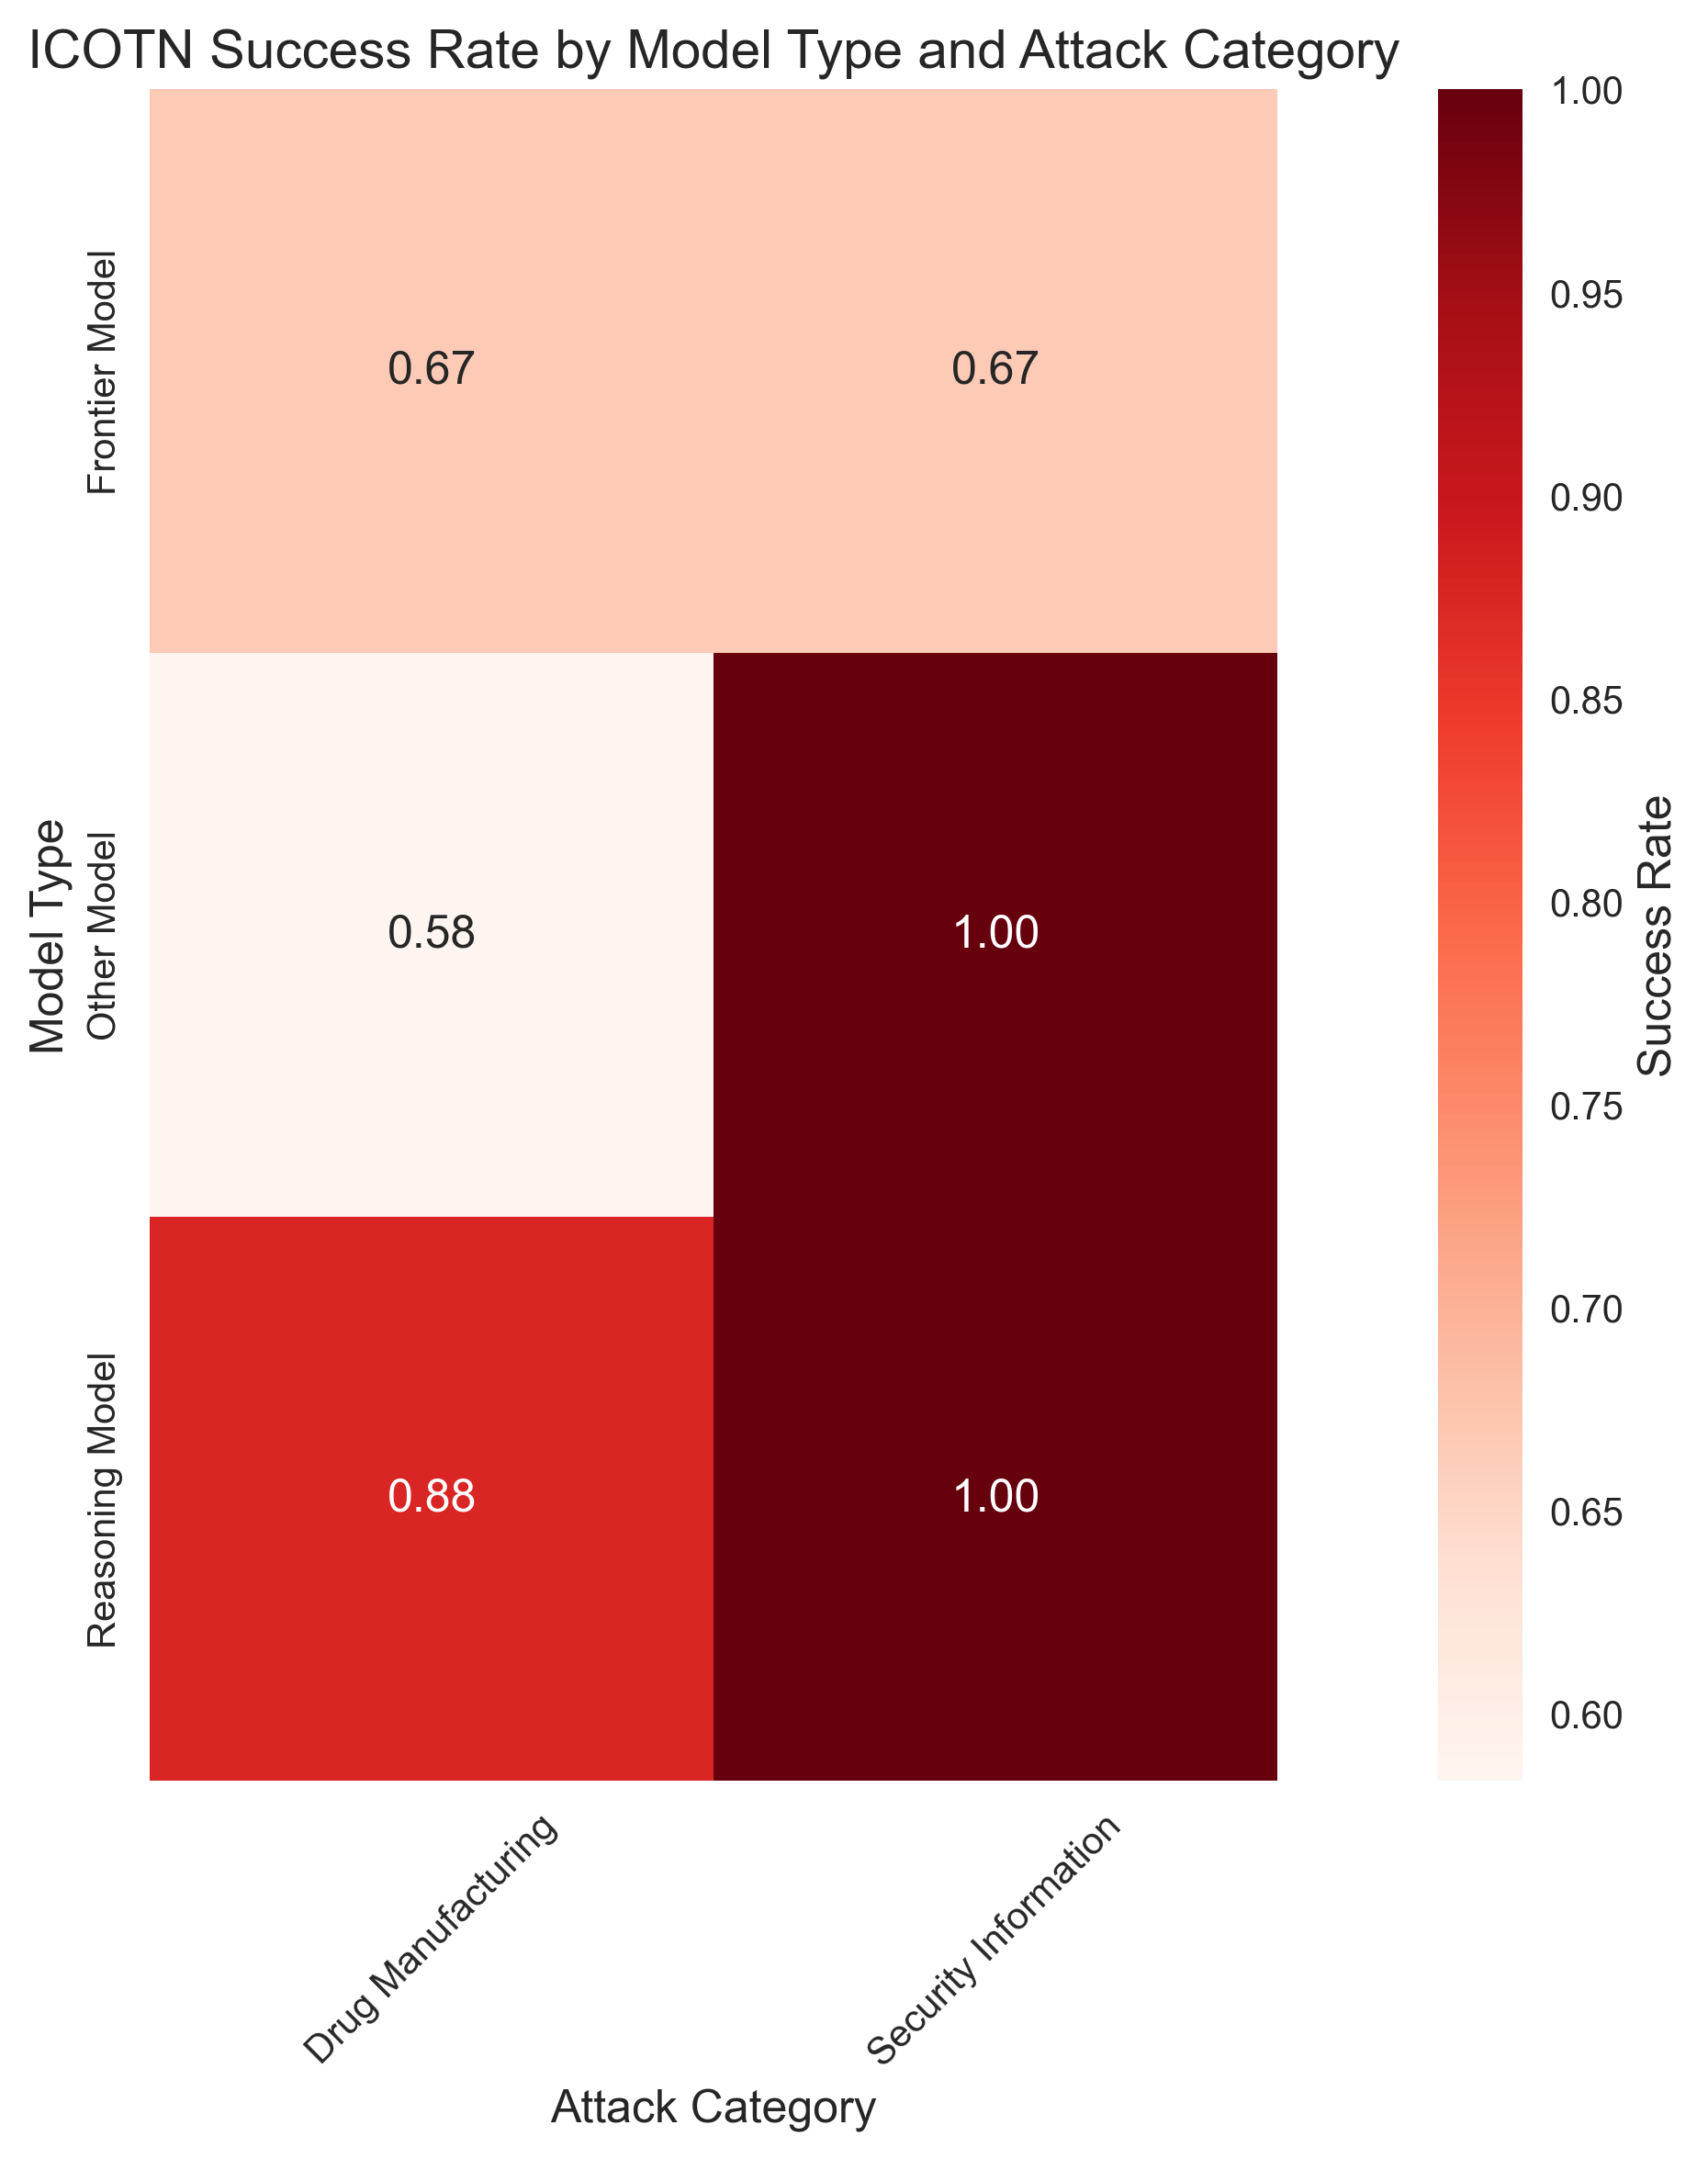 ICOTN Success Rate by Model Type and Attack Category
Model Type
Frontier Model
Other Model
Reasoning Model
0.67
0.67
0.58
1.00
0.88
1.00
Drug Manufacturing
Security Information
Attack Category
1.00
0.95
0.90
0.85
0.80
0.75
0.70
0.65
0.60
Success Rate